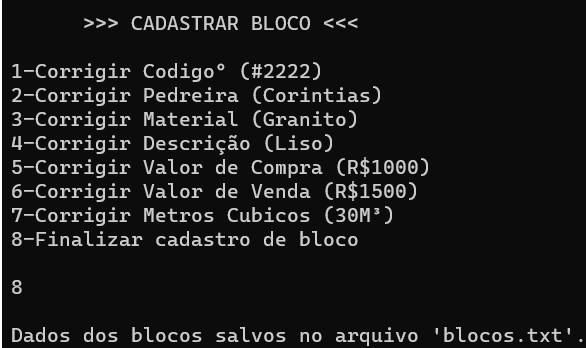 >>> CADASTRAR BLOCO <<<
1-Corrigir Codigo° (#2222)
2-Corrigir Pedreira (Corintias)
3-Corrigir Material (Granito)
4-Corrigir Descrição (Liso)
5-Corrigir Valor de Compra (R$1000)
6-Corrigir Valor de Venda (R$1500)
7-Corrigir Metros Cubicos (30M³)
8-Finalizar cadastro de bloco
8
Dados dos blocos salvos no arquivo 'blocos.txt'.